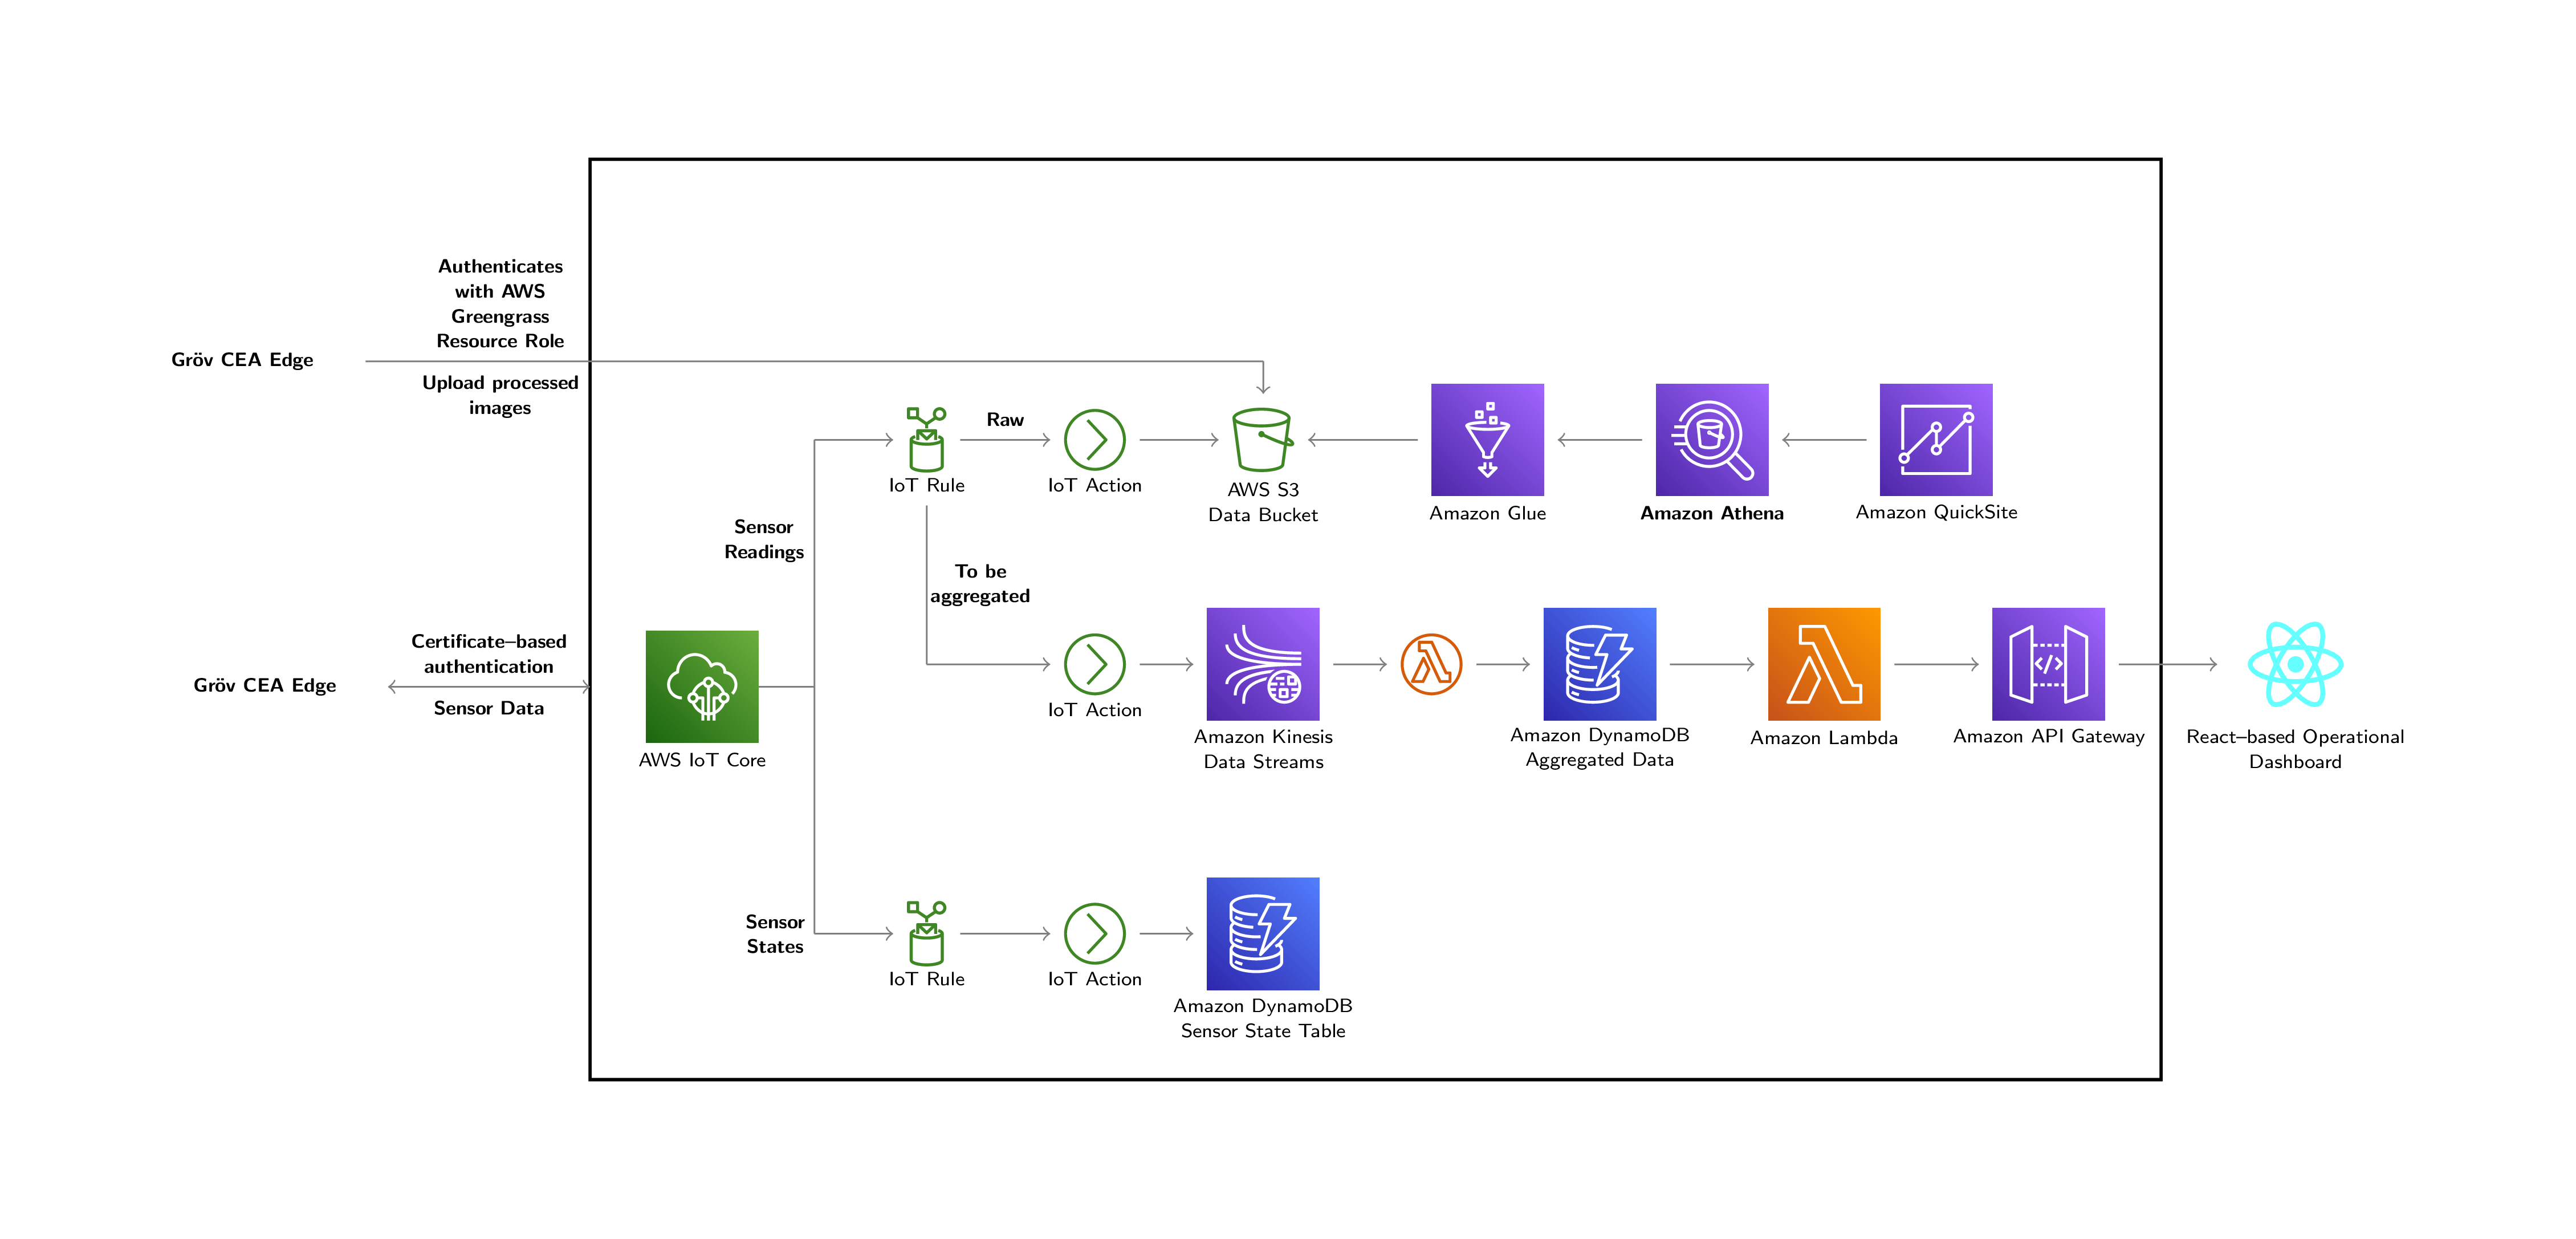 Authenticates
with AWS
Greengrass
Resource Role
Gröv CEA Edge
Upload processed
images
Raw
IoT Rule
IoT Action
AWS S3
Data Bucket
Amazon Glue
Amazon Athena
Amazon QuickSite
Sensor
Readings
To be
aggregated
Certificate–based
authentication
Gröv CEA Edge
Sensor Data
AWS IoT Core
IoT Action
Amazon Kinesis
Data Streams
Amazon DynamoDB
Aggregated Data
Amazon Lambda
Amazon API Gateway
React–based Operational
Dashboard
Sensor
States
IoT Rule
IoT Action
Amazon DynamoDB
Sensor State Table